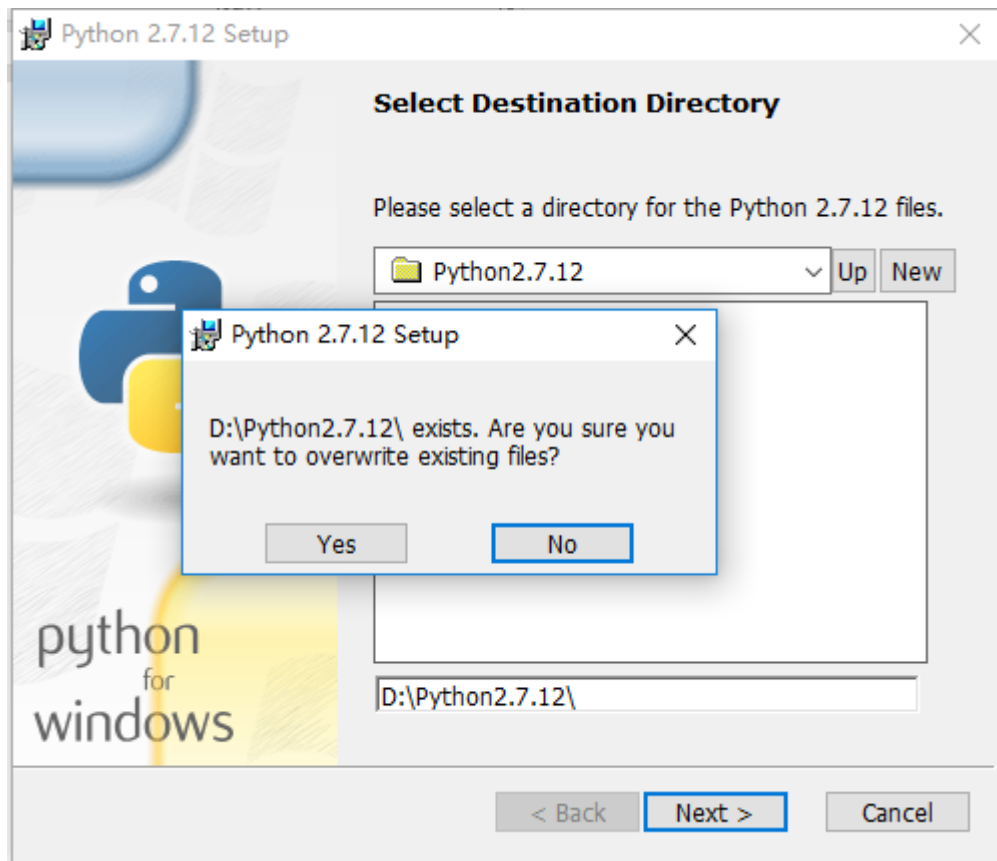 Python 2.7.12 Setup
Select Destination Directory
Please select a directory for the Python 2.7.12 files.
Python2.7.12
Up
New
Python 2.7.12 Setup
D:\Python2.7.12\ exists. Are you sure you
want to overwrite existing files?
Yes
No
python
for
windows
D:\Python2.7.12\
< Back
Next >
Cancel